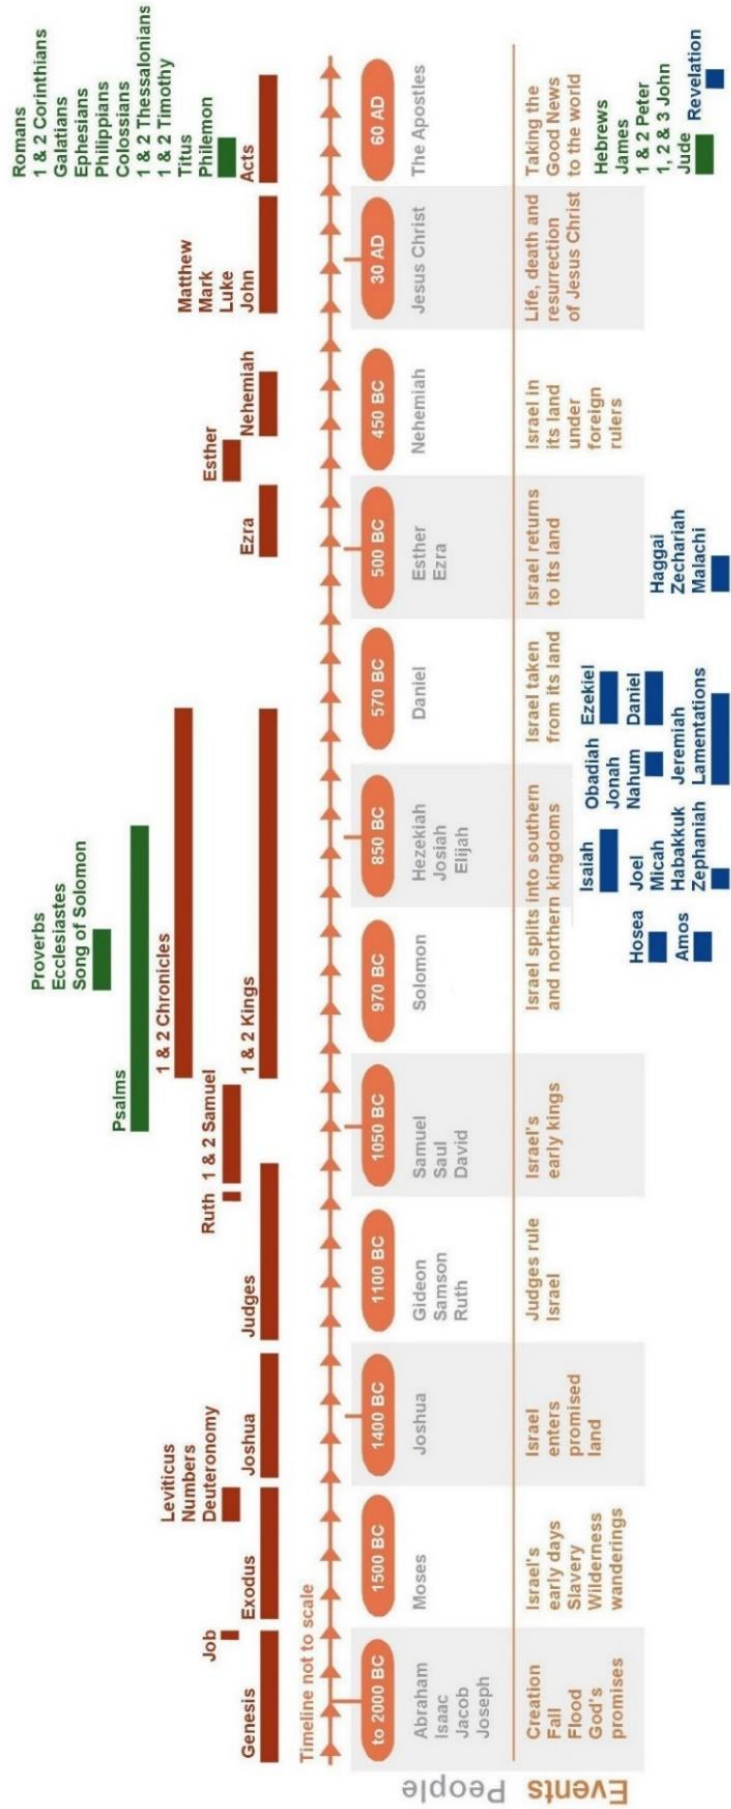 Romans
1 & 2 Corinthians
Galatians
Ephesians
Philippians
Colossians
1 & 2 Thessalonians
1 & 2 Timothy
Titus
Philemon
Acts
Matthew
Mark
Luke
John
Nehemiah
Esther
Ezra
Proverbs
Ecclesiastes
Song of Solomon
Psalms
1 & 2 Chronicles
1 & 2 Kings
1 & 2 Samuel
Ruth
Judges
Joshua
Leviticus
Numbers
Deuteronomy
Exodus
Job
Genesis
Timeline not to scale
to 2000 BC
1500 BC
1400 BC
1100 BC
1050 BC
970 BC
850 BC
570 BC
500 BC
450 BC
30 AD
60 AD
People
Abraham
Isaac
Jacob
Joseph
Moses
Joshua
Gideon
Samson
Ruth
Samuel
Saul
David
Solomon
Hezekiah
Josiah
Elijah
Daniel
Esther
Ezra
Nehemiah
Jesus Christ
The Apostles
Events
Creation
Fall
Flood
God's
promises
Israel's
early days
Slavery
Wilderness
wanderings
Israel
enters
promised
land
Judges rule
Israel
Israel's
early kings
Israel splits into southern
and northern kingdoms
Israel taken
from its land
Israel returns
to its land
Israel in
its land
under
foreign
rulers
Life, death and
resurrection
of Jesus Christ
Taking the
Good News
to the world
Hosea
Amos
Isaiah
Joel
Micah
Habakkuk
Zephaniah
Obadiah
Jonah
Nahum
Jeremiah
Lamentations
Ezekiel
Daniel
Haggai
Zechariah
Malachi
Hebrews
James
1 & 2 Peter
1, 2 & 3 John
Jude
Revelation